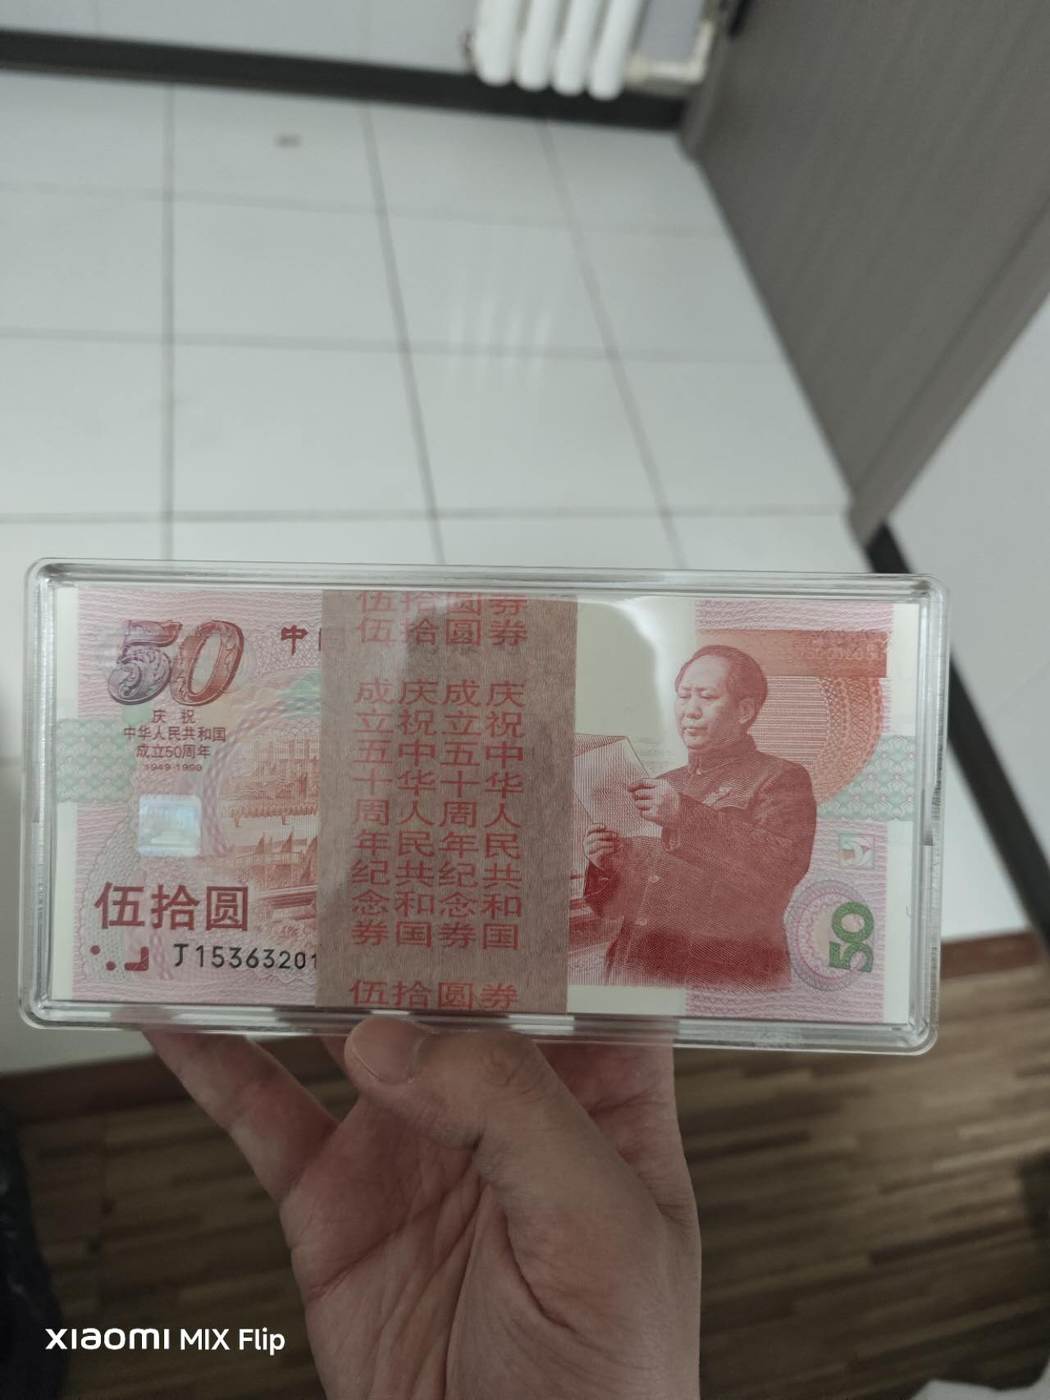 50
中
庆祝
中华人民共和国
成立50周年
1949-1999
伍拾圆
J15363201
伍拾圆券
伍拾圆券
庆祝中华人民共和国
成立五十周年纪念券
庆祝中华人民共和国
成立五十周年纪念券
伍拾圆券
50
XIAOMI MIX Flip